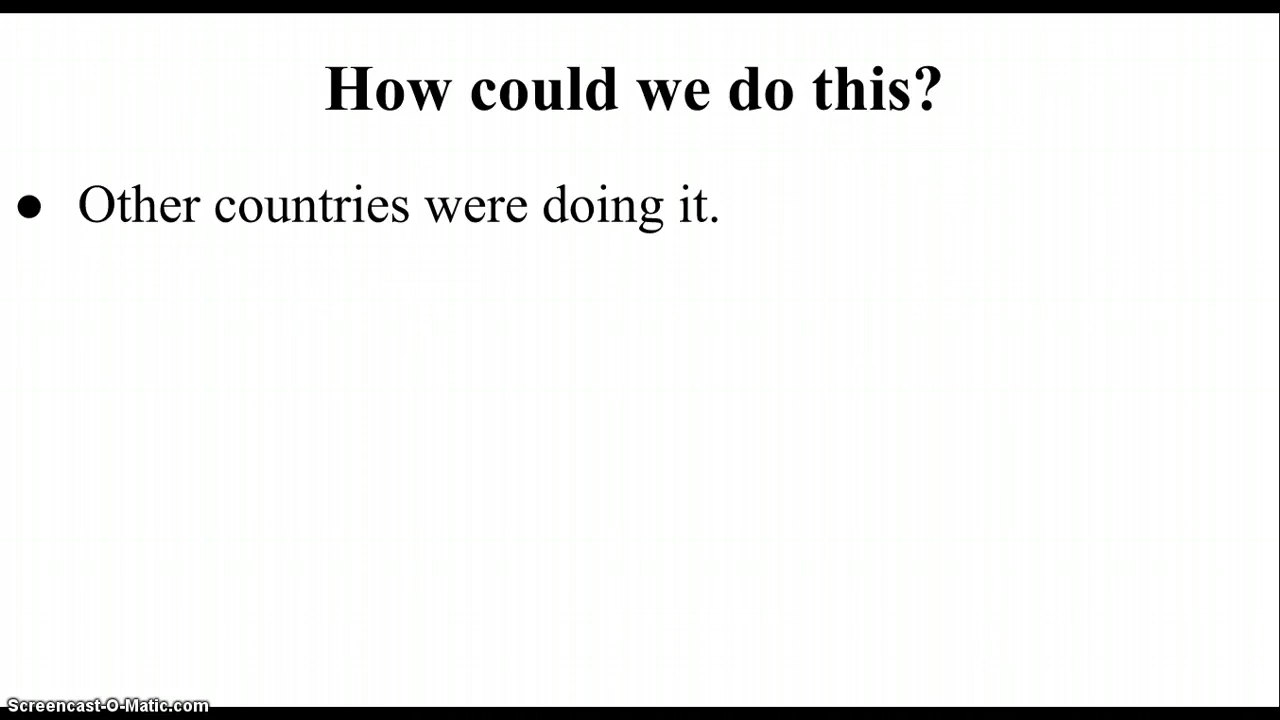 How could we do this?
● Other countries were doing it.
Screencast-O-Matic.com